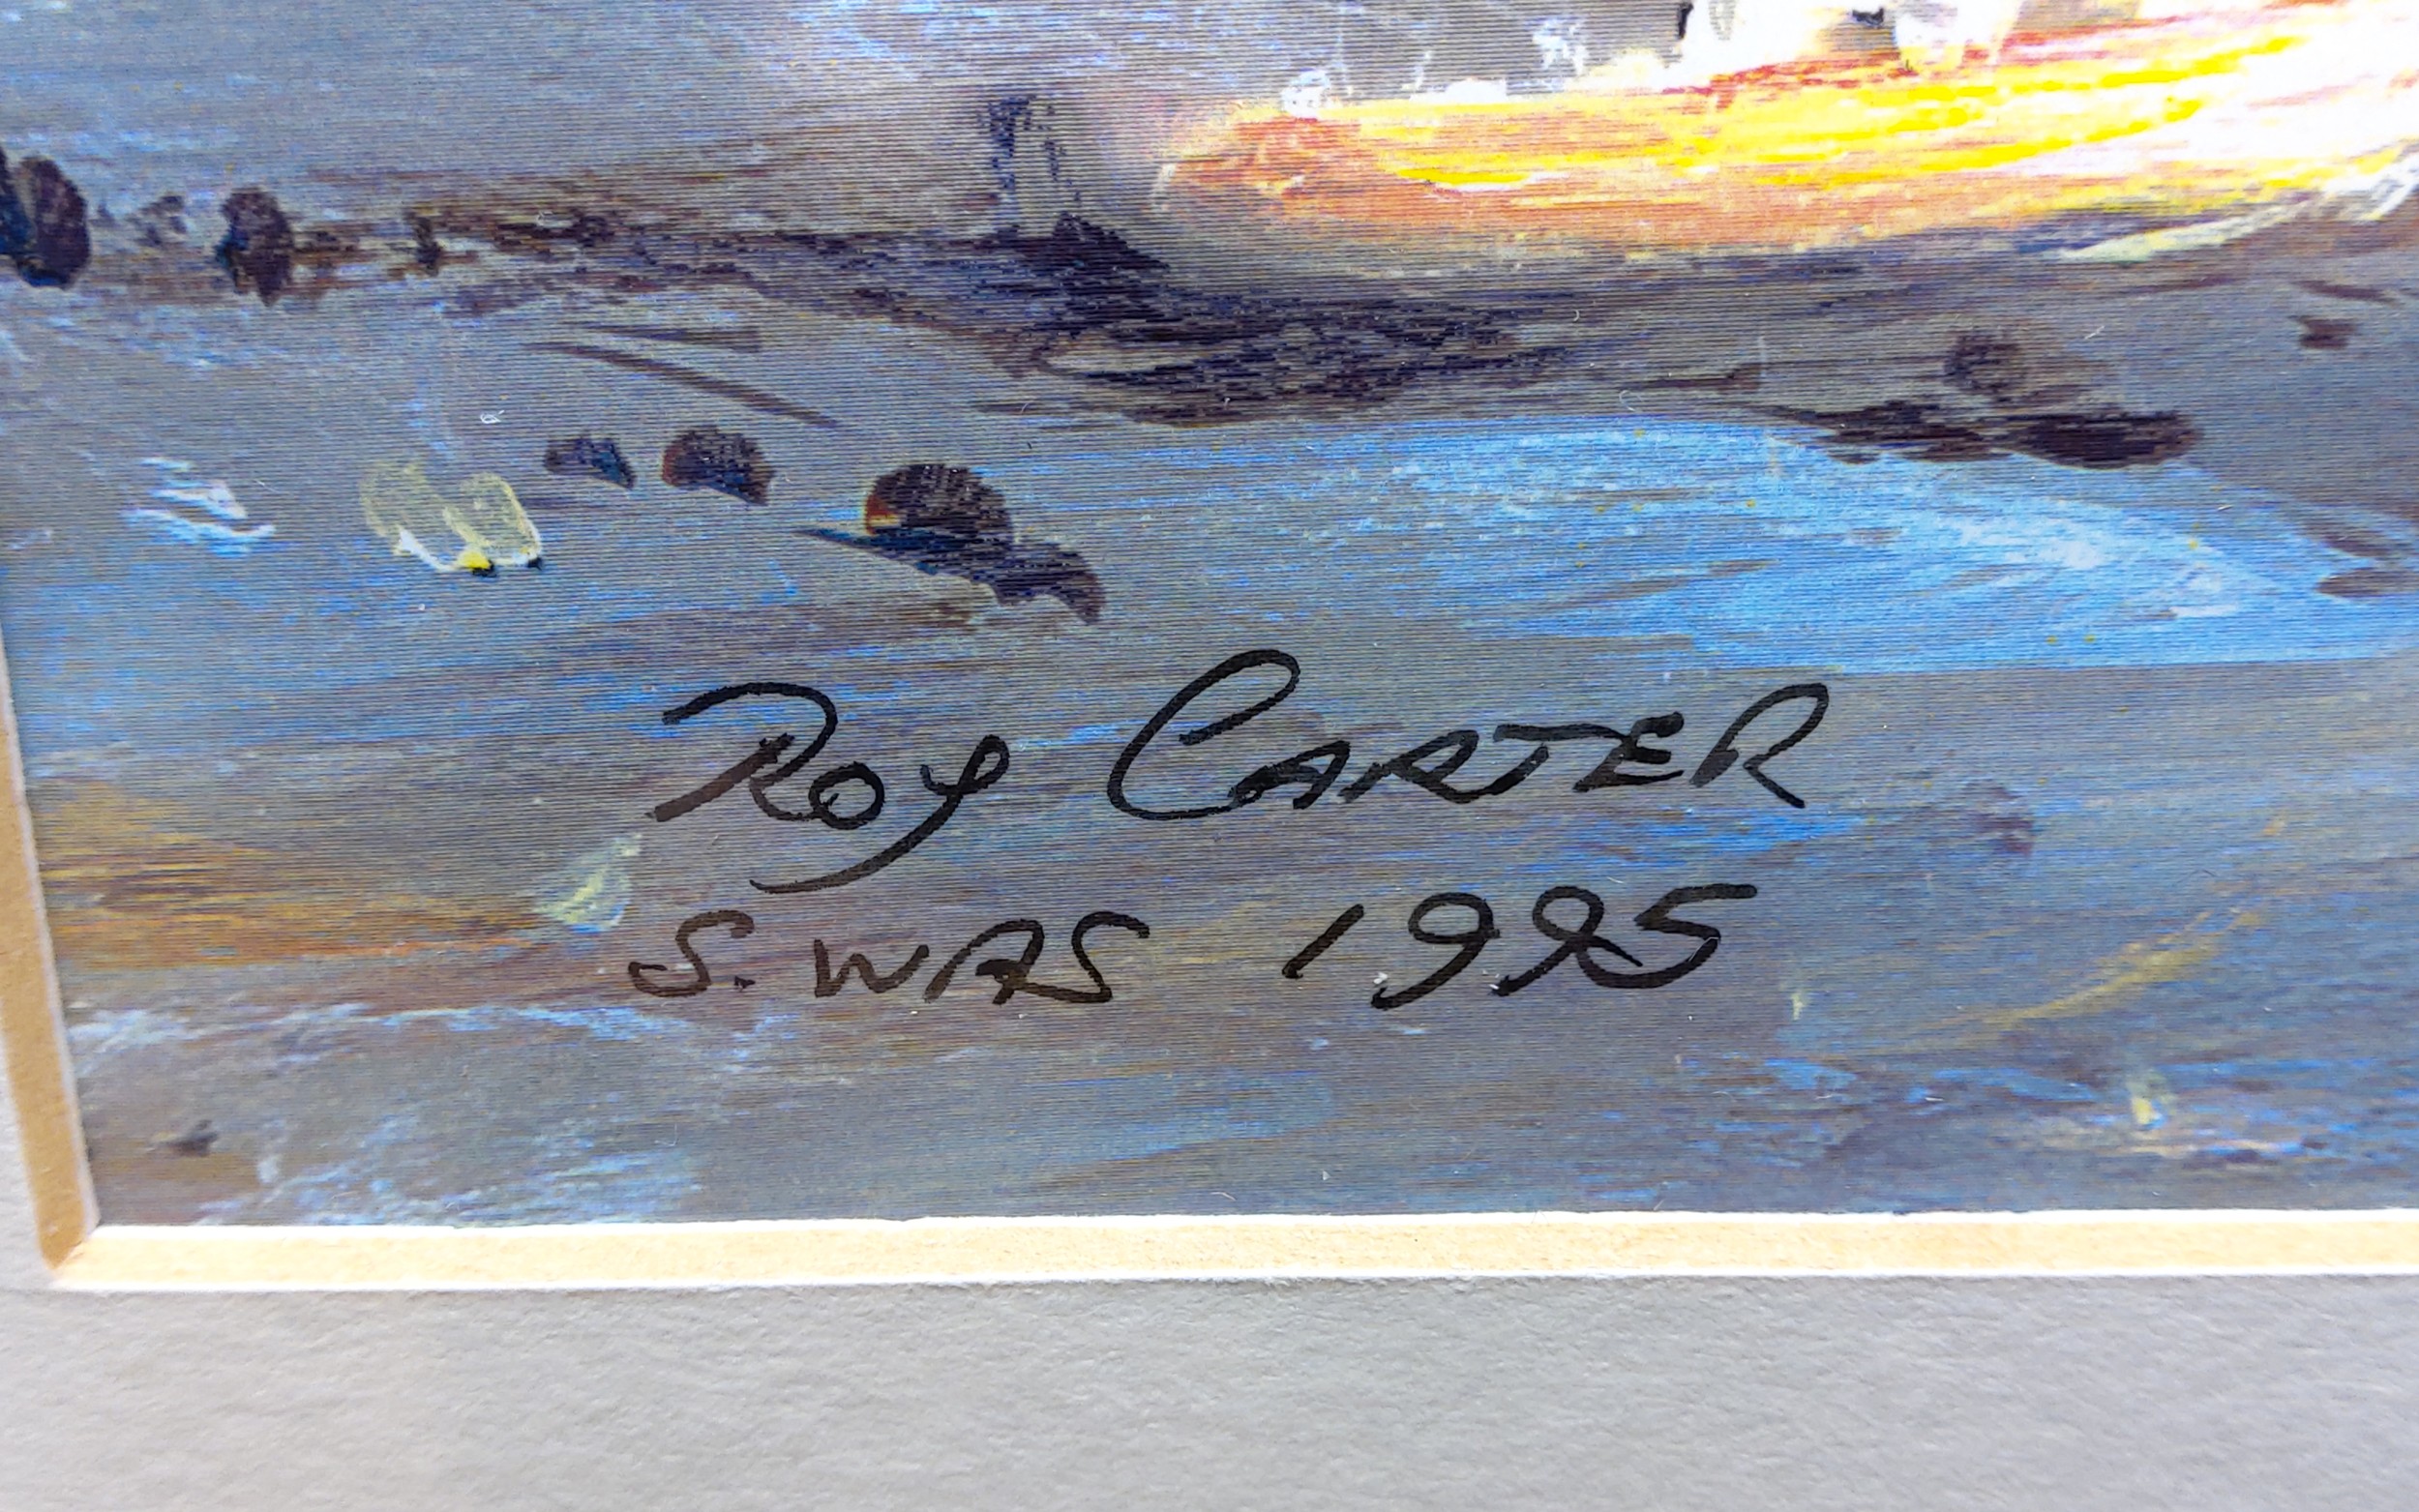 Roy CARTER
S. WAS 1995